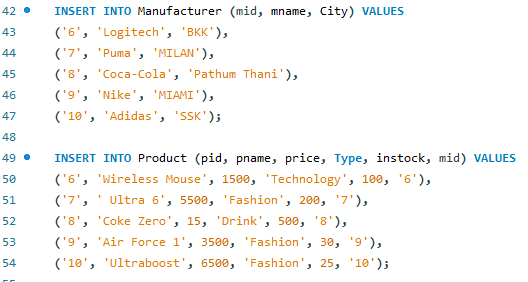 42 INSERT INTO Manufacturer (mid, mname, City) VALUES
43 ('6', 'Logitech', 'BKK'),
44 ('7', 'Puma', 'MILAN'),
45 ('8', 'Coca-Cola', 'Pathum Thani'),
46 ('9', 'Nike', 'MIAMI'),
47 ('10', 'Adidas', 'SSK');
48
49 INSERT INTO Product (pid, pname, price, Type, instock, mid) VALUES
50 ('6', 'Wireless Mouse', 1500, 'Technology', 100, '6'),
51 ('7', ' Ultra 6', 5500, 'Fashion', 200, '7'),
52 ('8', 'Coke Zero', 15, 'Drink', 500, '8'),
53 ('9', 'Air Force 1', 3500, 'Fashion', 30, '9'),
54 ('10', 'Ultraboost', 6500, 'Fashion', 25, '10');